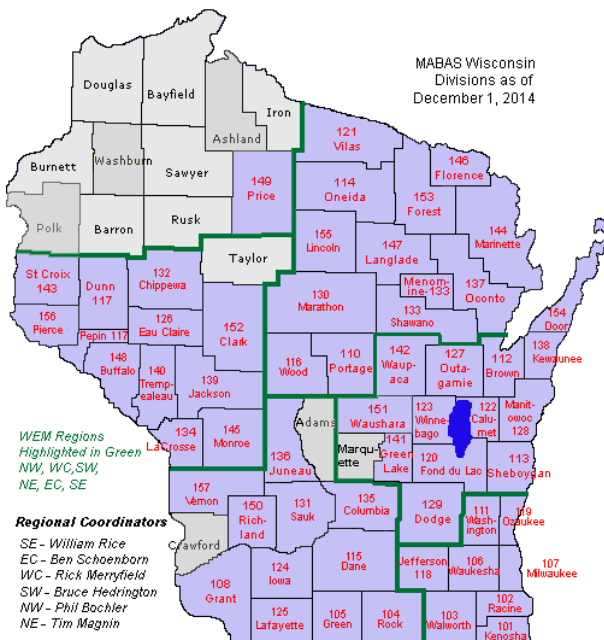 MABAS Wisconsin
Divisions as of
December 1, 2014
Douglas
Bayfield
Iron
Ashland
Burnett
Washburn
Sawyer
Polk
Barron
Rusk
149
Price
121
Vilas
114
Oneida
153
Forest
146
Florence
144
Marinette
155
Lincoln
147
Langlade
Taylor
St Croix
143
Dunn
117
132
Chippewa
156
Pierce
Pepin 117
126
Eau Claire
152
Clark
130
Marathon
Menom-
ine-133
133
Shawano
137
Oconto
154
Door
148
Buffalo
140
Tremp-
ealeau
139
Jackson
116
Wood
110
Portage
142
Waup-
aca
127
Outa-
gamie
112
Brown
138
Kewaunee
134
LaCrosse
145
Monroe
136
Juneau
Adams
151
Waushara
123
Winne-
bago
122
Calu-
met
Manit-
owoc
128
Marqu-
ette
141
Green
Lake
120
Fond du Lac
113
Sheboygan
157
Vernon
150
Rich-
land
131
Sauk
135
Columbia
129
Dodge
111
Wash-
ington
119
Ozaukee
Crawford
108
Grant
124
Iowa
115
Dane
Jefferson
118
106
Waukesha
107
Milwaukee
125
Lafayette
105
Green
104
Rock
103
Walworth
102
Racine
101
Kenosha
WEM Regions
Highlighted in Green
NW, WC,SW,
NE, EC, SE
Regional Coordinators
SE - William Rice
EC - Ben Schoenborn
WC - Rick Merryfield
SW - Bruce Hedrington
NW - Phil Bochler
NE - Tim Magnin